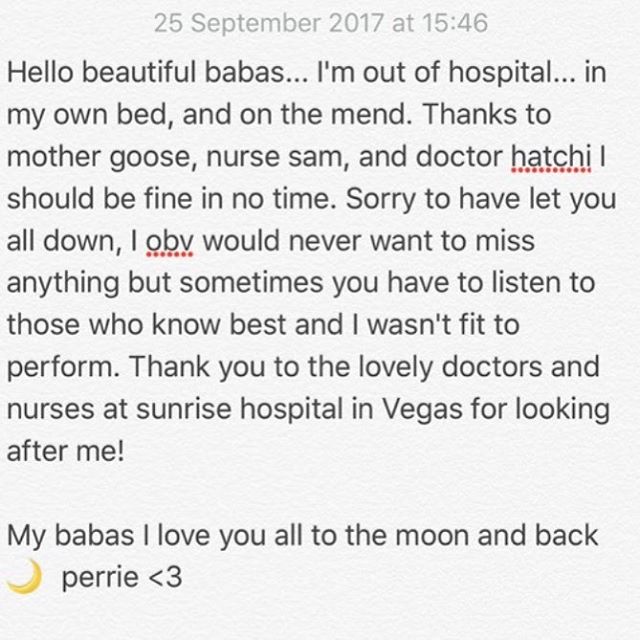 25 September 2017 at 15:46
Hello beautiful babas... I'm out of hospital... in
my own bed, and on the mend. Thanks to
mother goose, nurse sam, and doctor hatchi I
should be fine in no time. Sorry to have let you
all down, I obv would never want to miss
anything but sometimes you have to listen to
those who know best and I wasn't fit to
perform. Thank you to the lovely doctors and
nurses at sunrise hospital in Vegas for looking
after me!
My babas I love you all to the moon and back
🌙 perrie <3